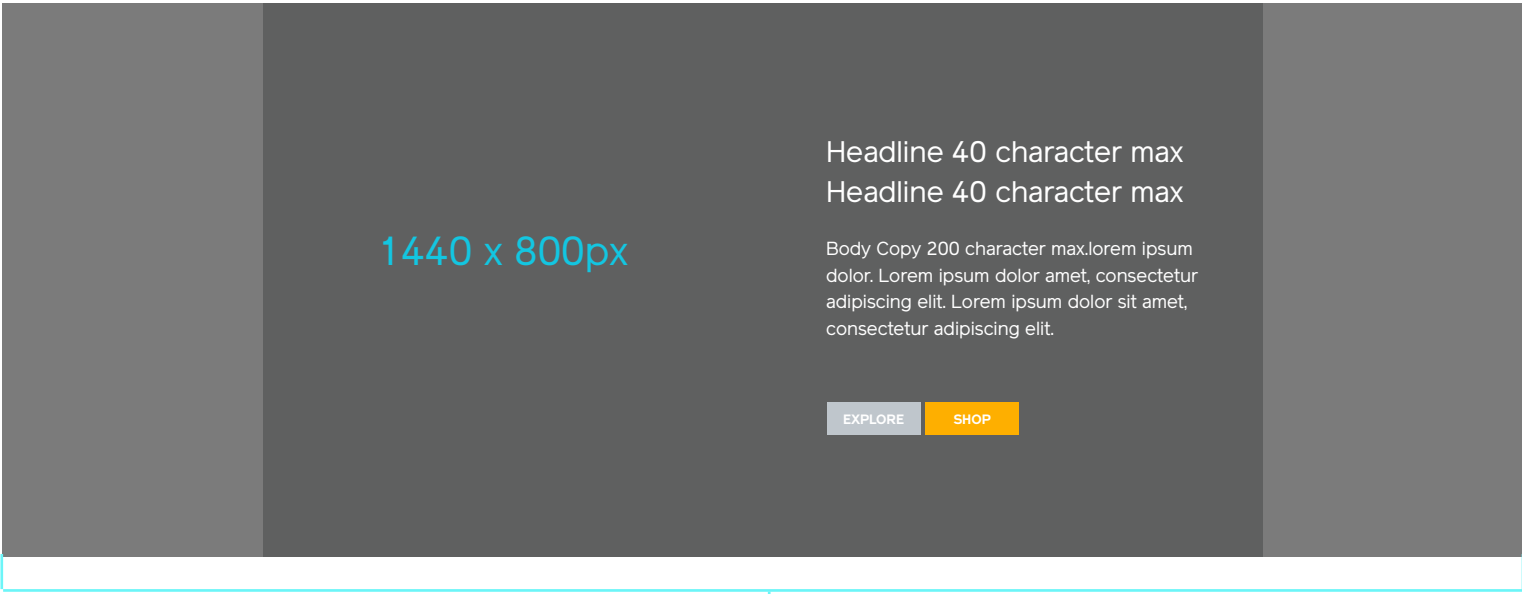 Headline 40 character max
Headline 40 character max
1440 x 800px
Body Copy 200 character max.lorem ipsum
dolor. Lorem ipsum dolor amet, consectetur
adipiscing elit. Lorem ipsum dolor sit amet,
consectetur adipiscing elit.
EXPLORE
SHOP